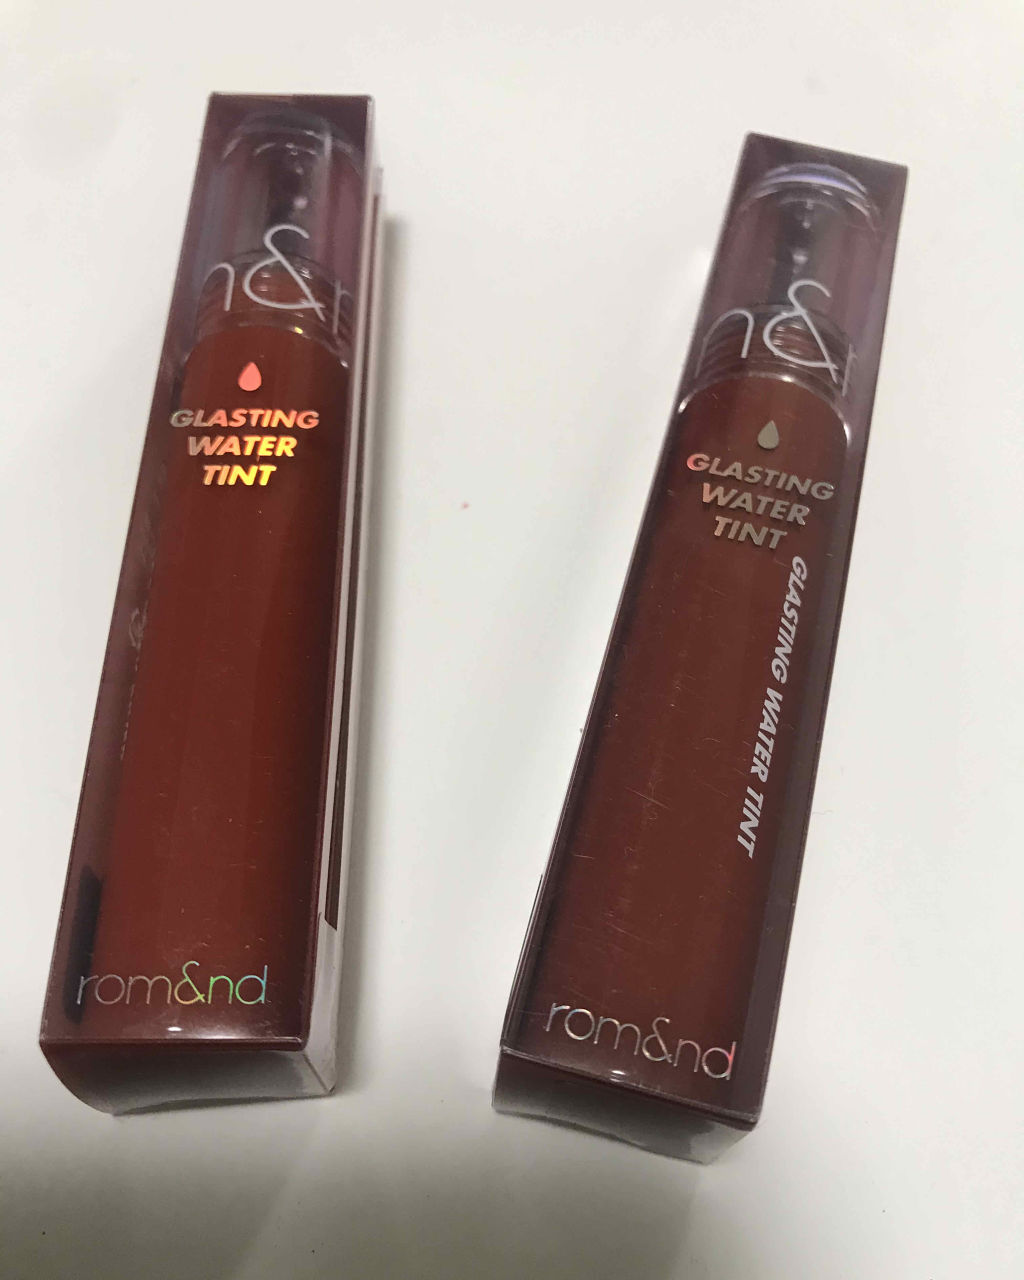 n&r
GLASTING
WATER
TINT
rom&nd
n&r
GLASTING
WATER
TINT
GLASTING WATER TINT
rom&nd